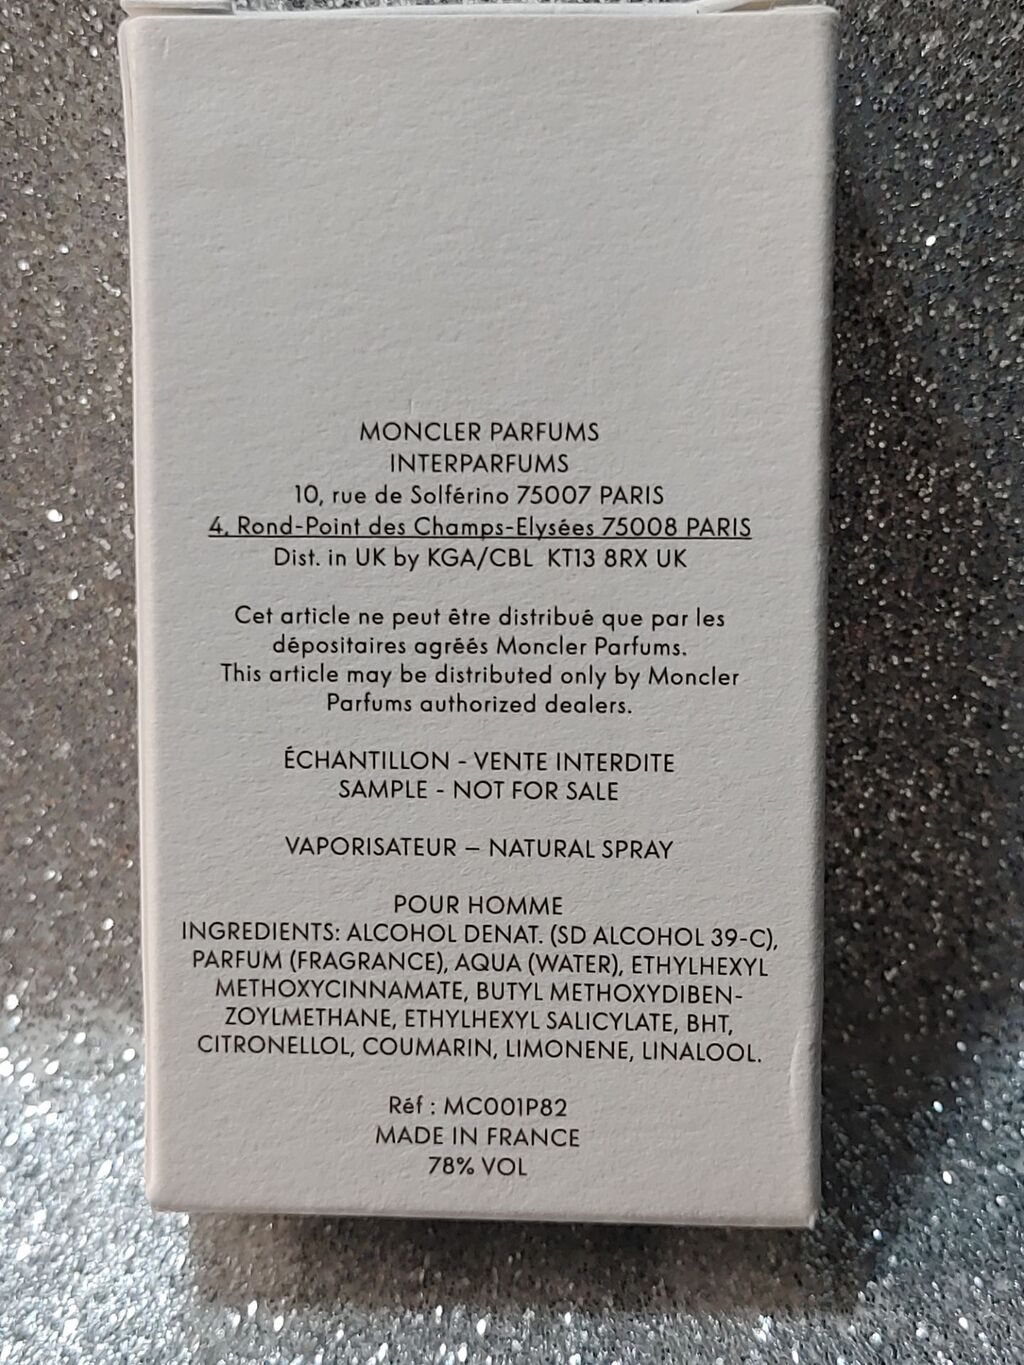 MONCLER PARFUMS
INTERPARFUMS
10, rue de Solférino 75007 PARIS
4, Rond-Point des Champs-Elysées 75008 PARIS
Dist. in UK by KGA/CBL KT13 8RX UK
Cet article ne peut être distribué que par les
dépositaires agréés Moncler Parfums.
This article may be distributed only by Moncler
Parfums authorized dealers.
ÉCHANTILLON - VENTE INTERDITE
SAMPLE - NOT FOR SALE
VAPORISATEUR – NATURAL SPRAY
POUR HOMME
INGREDIENTS: ALCOHOL DENAT. (SD ALCOHOL 39-C),
PARFUM (FRAGRANCE), AQUA (WATER), ETHYLHEXYL
METHOXYCINNAMATE, BUTYL METHOXYDIBEN-
ZOYLMETHANE, ETHYLHEXYL SALICYLATE, BHT,
CITRONELLOL, COUMARIN, LIMONENE, LINALOOL.
Réf : MC001P82
MADE IN FRANCE
78% VOL